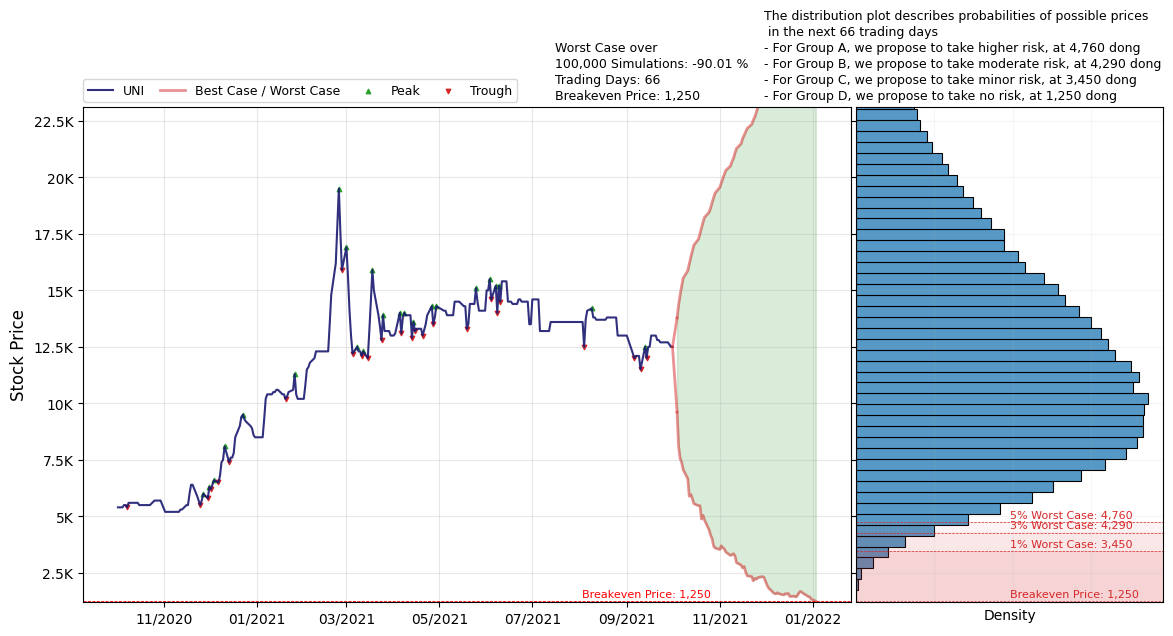 The distribution plot describes probabilities of possible prices
in the next 66 trading days
- For Group A, we propose to take higher risk, at 4,760 dong
- For Group B, we propose to take moderate risk, at 4,290 dong
- For Group C, we propose to take minor risk, at 3,450 dong
- For Group D, we propose to take no risk, at 1,250 dong
Worst Case over
100,000 Simulations: -90.01 %
Trading Days: 66
Breakeven Price: 1,250
UNI
Best Case / Worst Case
Peak
Trough
Stock Price
22.5K
20K
17.5K
15K
12.5K
10K
7.5K
5K
2.5K
11/2020
01/2021
03/2021
05/2021
07/2021
09/2021
11/2021
01/2022
Breakeven Price: 1,250
5% Worst Case: 4,760
3% Worst Case: 4,290
1% Worst Case: 3,450
Breakeven Price: 1,250
Density